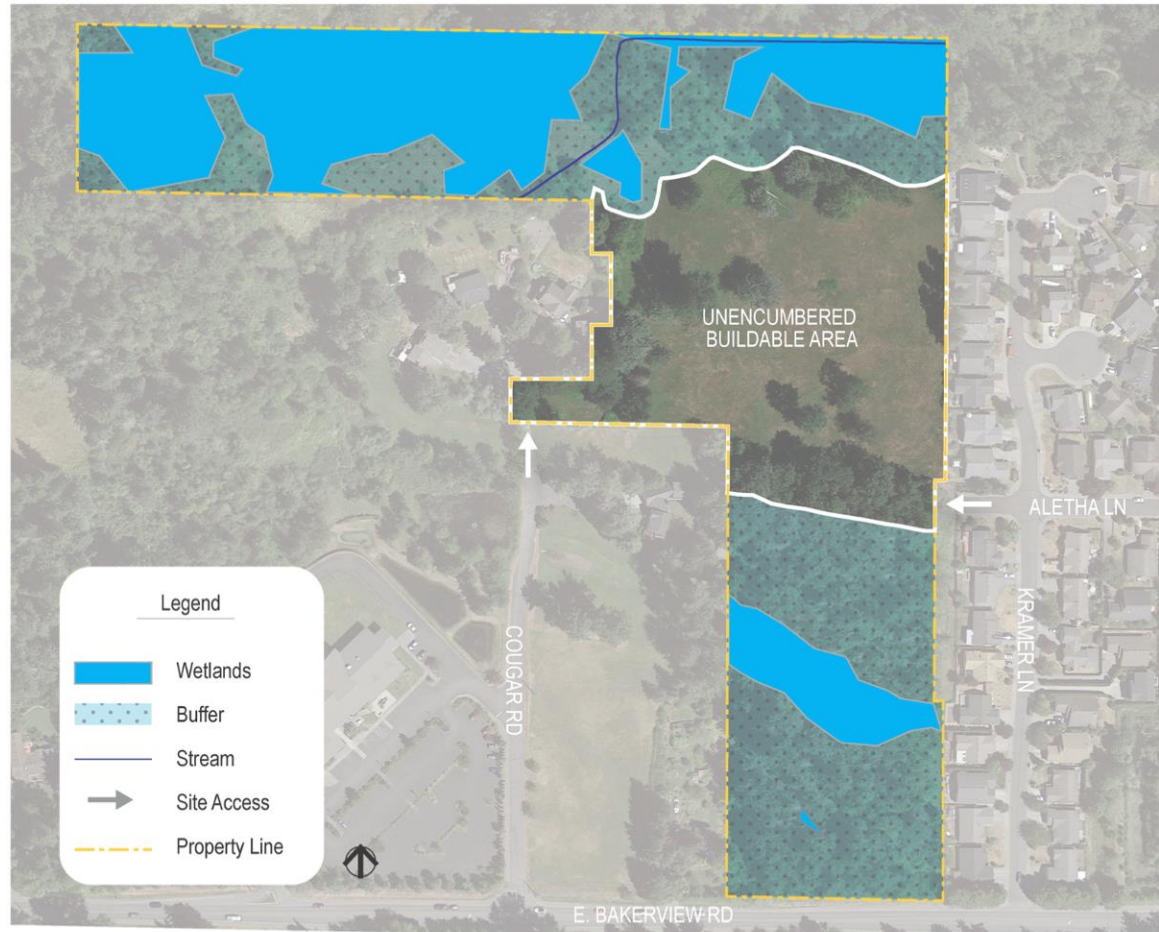 UNENCUMBERED
BUILDABLE AREA
ALETHA LN
KRAMER LN
COUGAR RD
E. BAKERVIEW RD
Legend
Wetlands
Buffer
Stream
Site Access
Property Line